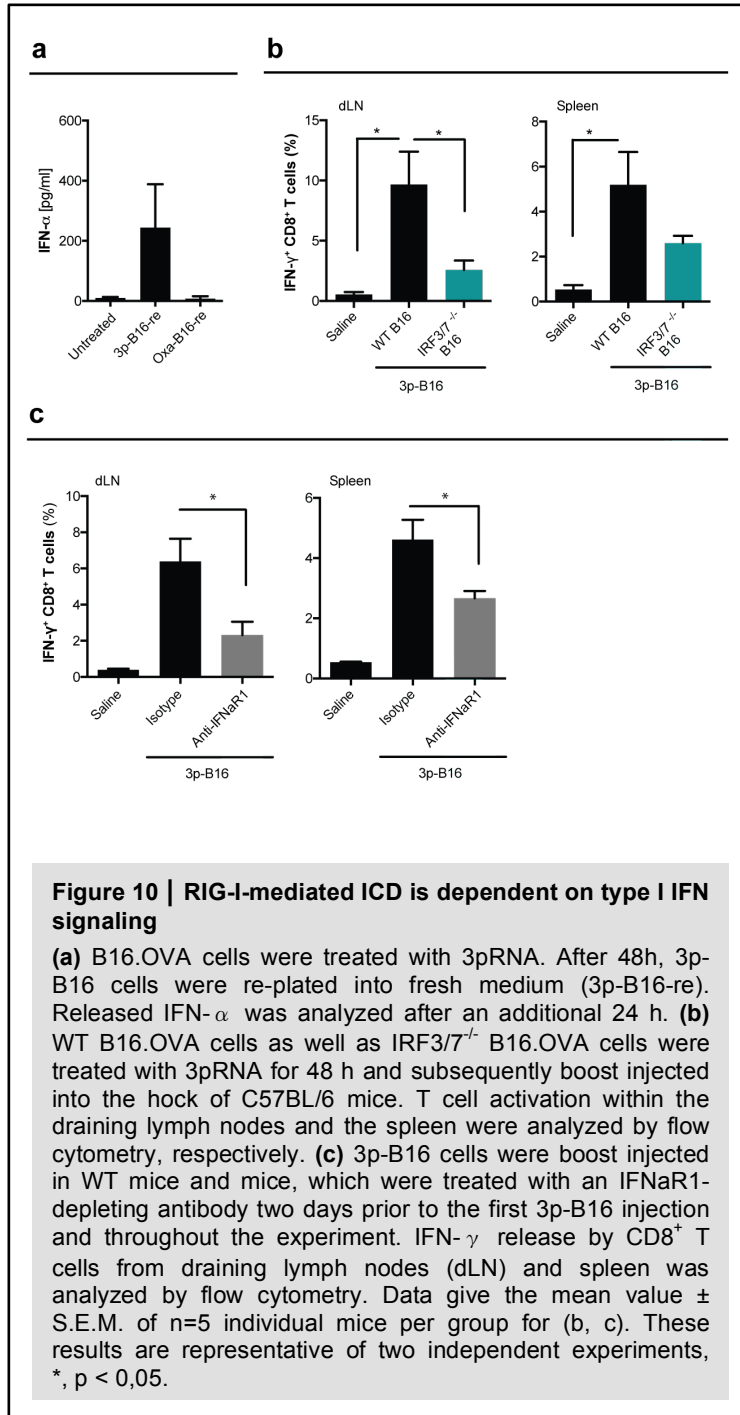 a
600
400
200
0
IFN-α [pg/ml]
Untreated
3p-B16-re
Oxa-B16-re
b
dLN
15
10
5
0
IFN-γ⁺ CD8⁺ T cells (%)
*
*
Saline
WT B16
IRF3/7⁻/⁻
B16
3p-B16
Spleen
8
6
4
2
0
*
Saline
WT B16
IRF3/7⁻/⁻
B16
3p-B16
c
dLN
10
8
6
4
2
0
IFN-γ⁺ CD8⁺ T cells (%)
*
Saline
Isotype
Anti-IFNaR1
3p-B16
Spleen
6
4
2
0
*
Saline
Isotype
Anti-IFNaR1
3p-B16
Figure 10 | RIG-I-mediated ICD is dependent on type I IFN
signaling
(a) B16.OVA cells were treated with 3pRNA. After 48h, 3p-
B16 cells were re-plated into fresh medium (3p-B16-re).
Released IFN-α was analyzed after an additional 24 h. (b)
WT B16.OVA cells as well as IRF3/7⁻/⁻ B16.OVA cells were
treated with 3pRNA for 48 h and subsequently boost injected
into the hock of C57BL/6 mice. T cell activation within the
draining lymph nodes and the spleen were analyzed by flow
cytometry, respectively. (c) 3p-B16 cells were boost injected
in WT mice and mice, which were treated with an IFNaR1-
depleting antibody two days prior to the first 3p-B16 injection
and throughout the experiment. IFN-γ release by CD8⁺ T
cells from draining lymph nodes (dLN) and spleen was
analyzed by flow cytometry. Data give the mean value ±
S.E.M. of n=5 individual mice per group for (b, c). These
results are representative of two independent experiments,
*, p < 0,05.